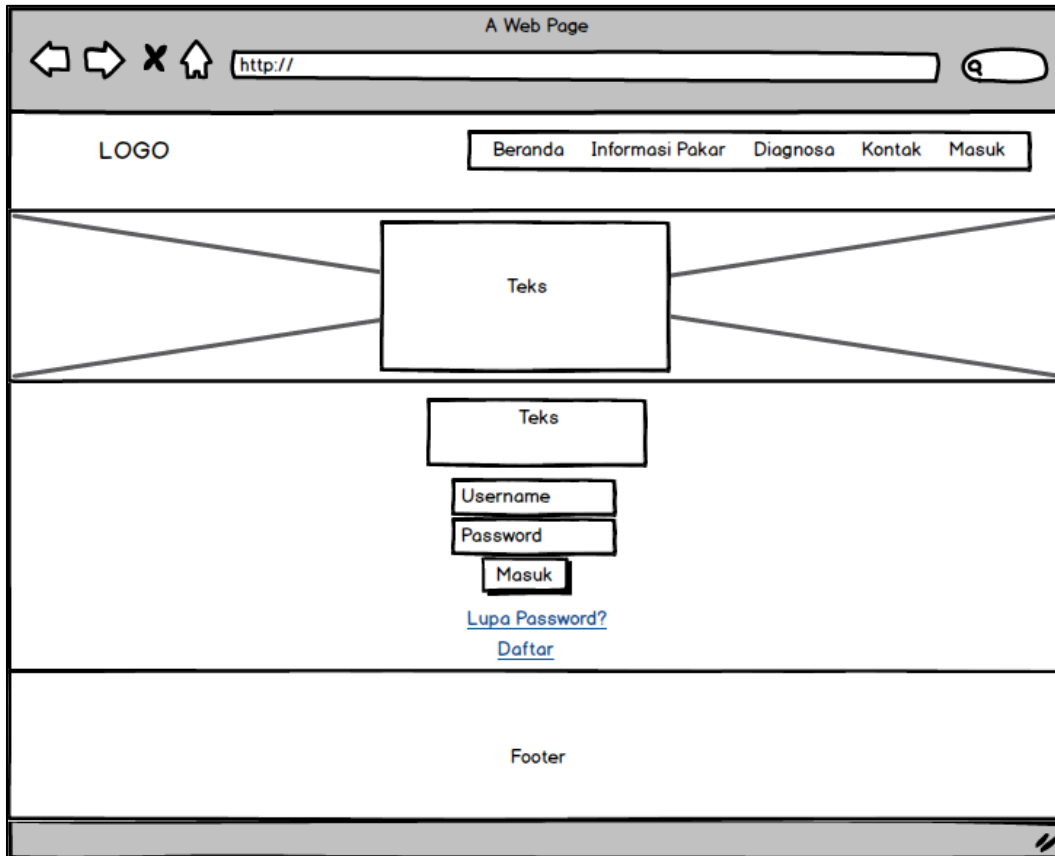 A Web Page
http://
LOGO
Beranda Informasi Pakar Diagnosa Kontak Masuk
Teks
Teks
Username
Password
Masuk
Lupa Password?
Daftar
Footer